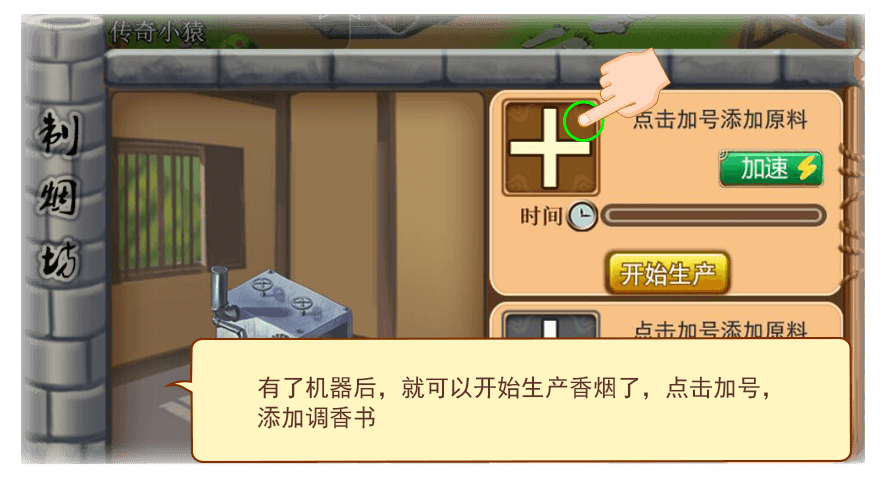 传奇小猿
制烟坊
点击加号添加原料
加速
时间
开始生产
点击加号添加原料
有了机器后，就可以开始生产香烟了，点击加号，
添加调香书